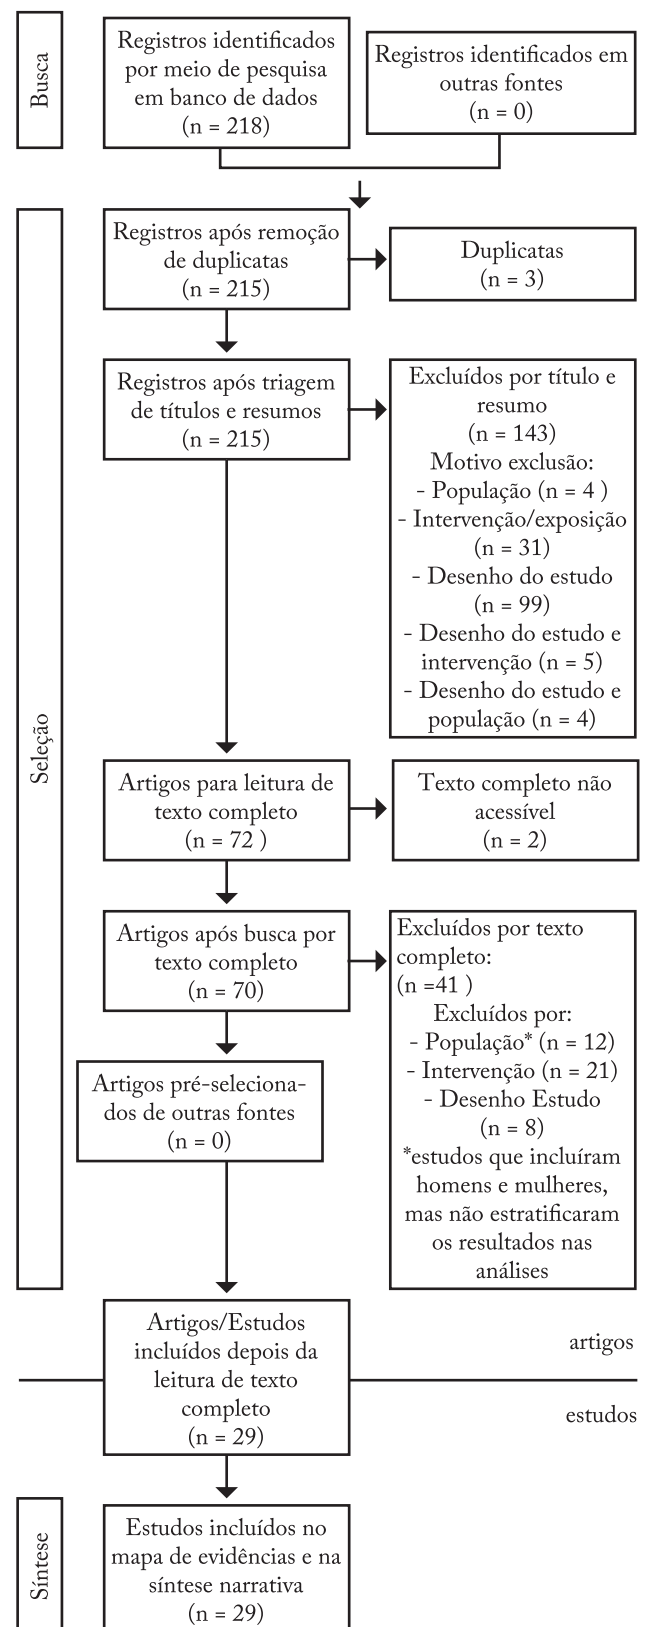 Busca
Registros identificados
por meio de pesquisa
em banco de dados
(n = 218)
Registros identificados em
outras fontes
(n = 0)
Seleção
Registros após remoção
de duplicatas
(n = 215)
Duplicatas
(n = 3)
Registros após triagem
de títulos e resumos
(n = 215)
Excluídos por título e
resumo
(n = 143)
Motivo exclusão:
- População (n = 4 )
- Intervenção/exposição
(n = 31)
- Desenho do estudo
(n = 99)
- Desenho do estudo e
intervenção (n = 5)
- Desenho do estudo e
população (n = 4)
Artigos para leitura de
texto completo
(n = 72 )
Texto completo não
acessível
(n = 2)
Artigos após busca por
texto completo
(n = 70)
Excluídos por texto
completo:
(n =41 )
Excluídos por:
- População* (n = 12)
- Intervenção (n = 21)
- Desenho Estudo
(n = 8)
*estudos que incluíram
homens e mulheres,
mas não estratificaram
os resultados nas
análises
Artigos pré-seleciona-
dos de outras fontes
(n = 0)
Artigos/Estudos
incluídos depois da
leitura de texto
completo
(n = 29)
artigos
estudos
Síntese
Estudos incluídos no
mapa de evidências e na
síntese narrativa
(n = 29)